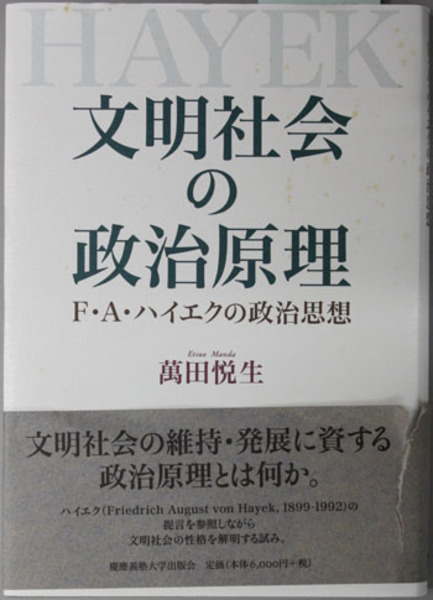 HAYEK
文明社会
の
政治原理
F・A・ハイエクの政治思想
Etsuo Manda
萬田悦生
文明社会の維持・発展に資する
政治原理とは何か。
ハイエク(Friedrich August von Hayek, 1899-1992)の
提言を参照しながら
文明社会の性格を解明する試み。
慶應義塾大学出版会 定価(本体6,000円+税)